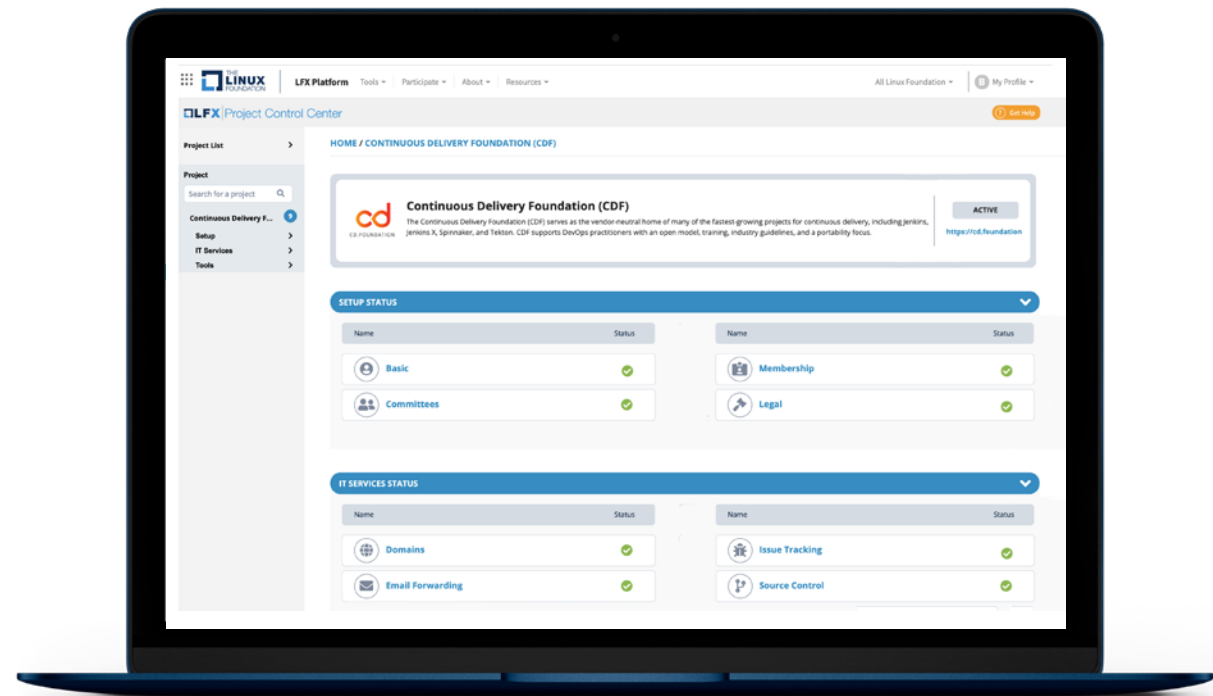 THE
LINUX
FOUNDATION
LFX Platform Tools Participate About Resources All Linux Foundation My Profile
LFX Project Control Center
Get Help
Project List
HOME / CONTINUOUS DELIVERY FOUNDATION (CDF)
Project
Search for a project
Continuous Delivery F...
Setup
IT Services
Tools
cd
CD.FOUNDATION
Continuous Delivery Foundation (CDF)
The Continuous Delivery Foundation (CDF) serves as the vendor-neutral home of many of the fastest-growing projects for continuous delivery, including Jenkins,
Jenkins X, Spinnaker, and Tekton. CDF supports DevOps practitioners with an open model, training, industry guidelines, and a portability focus.
ACTIVE
https://cd.foundation
SETUP STATUS
Name Status Name Status
Basic Membership
Committees Legal
IT SERVICES STATUS
Name Status Name Status
Domains Issue Tracking
Email Forwarding Source Control